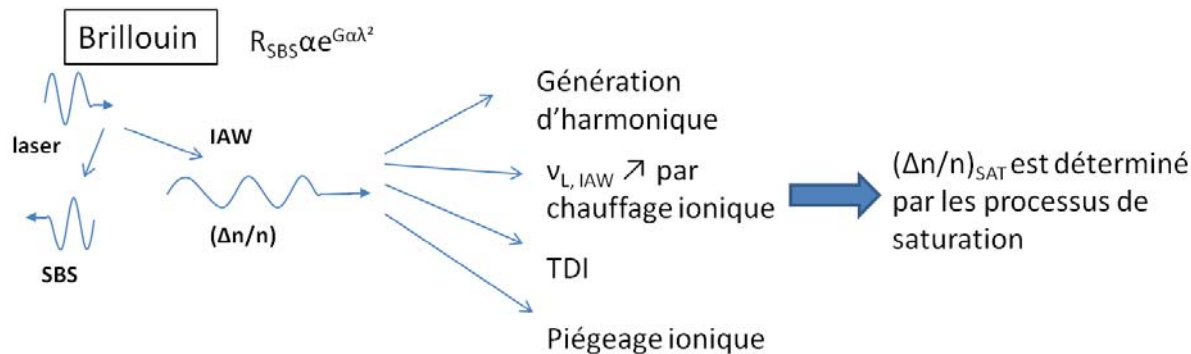 Brillouin
R_SBS αe^Gαλ²
laser
IAW
SBS
(Δn/n)
Génération
d'harmonique
ν_L, IAW ↗ par
chauffage ionique
TDI
Piégeage ionique
(Δn/n)_SAT est déterminé
par les processus de
saturation